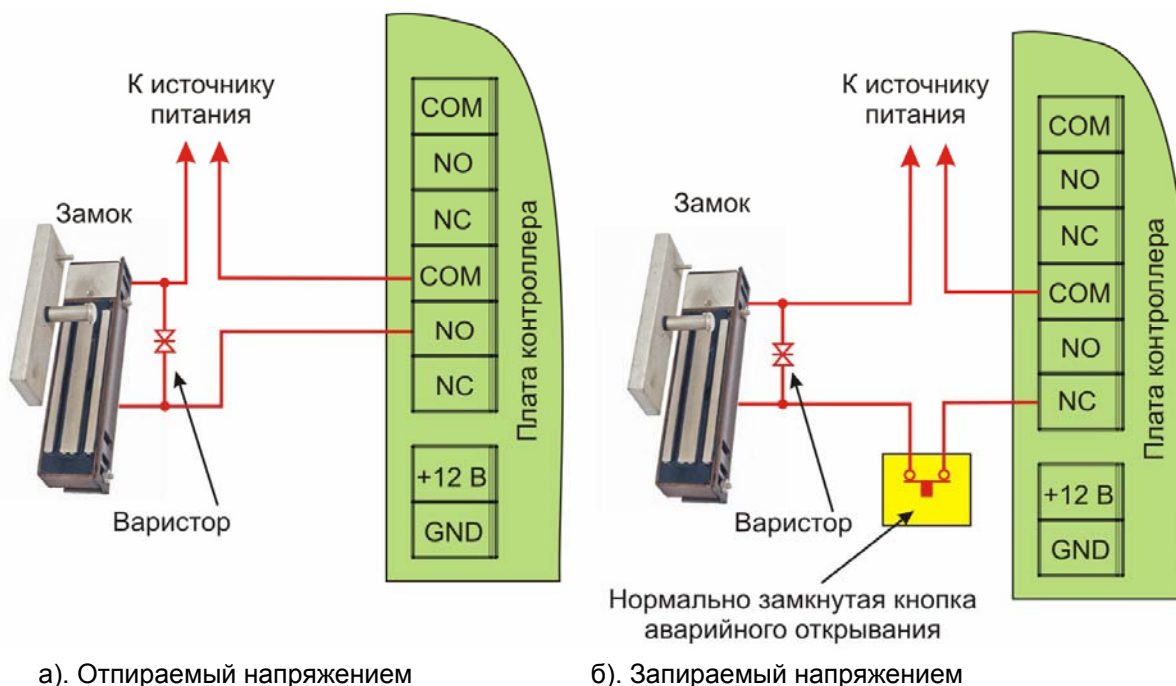 К источнику
питания
Замок
Варистор
COM
NO
NC
COM
NO
NC
+12 В
GND
Плата контроллера
а). Отпираемый напряжением
К источнику
питания
Замок
Варистор
Нормально замкнутая кнопка
аварийного открывания
COM
NO
NC
COM
NO
NC
+12 В
GND
Плата контроллера
б). Запираемый напряжением